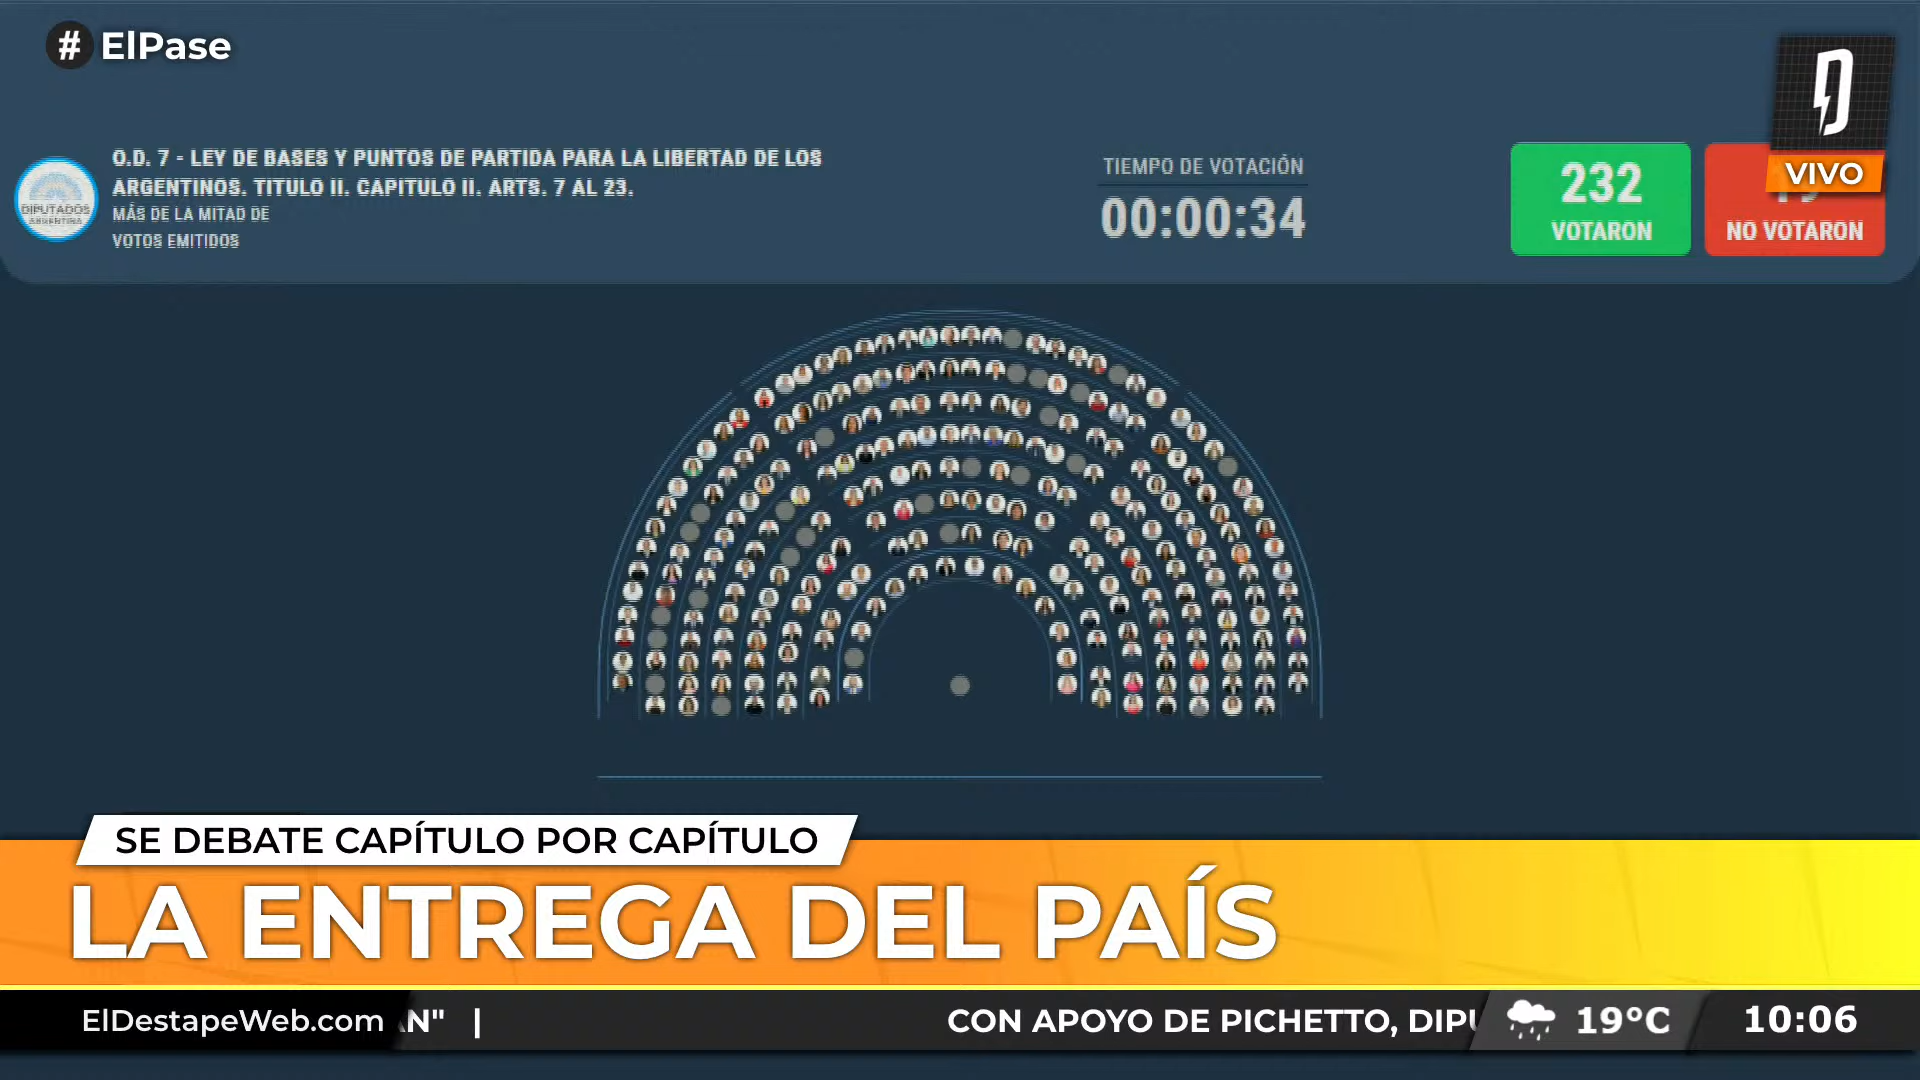 # ElPase
VIVO
O.D. 7 - LEY DE BASES Y PUNTOS DE PARTIDA PARA LA LIBERTAD DE LOS
ARGENTINOS. TITULO II. CAPITULO II. ARTS. 7 AL 23.
MÁS DE LA MITAD DE
VOTOS EMITIDOS
DIPUTADOS
ARGENTINA
TIEMPO DE VOTACIÓN
00:00:34
232
VOTARON
NO VOTARON
SE DEBATE CAPÍTULO POR CAPÍTULO
LA ENTREGA DEL PAÍS
ElDestapeWeb.com
N" | CON APOYO DE PICHETTO, DIPU
19°C
10:06